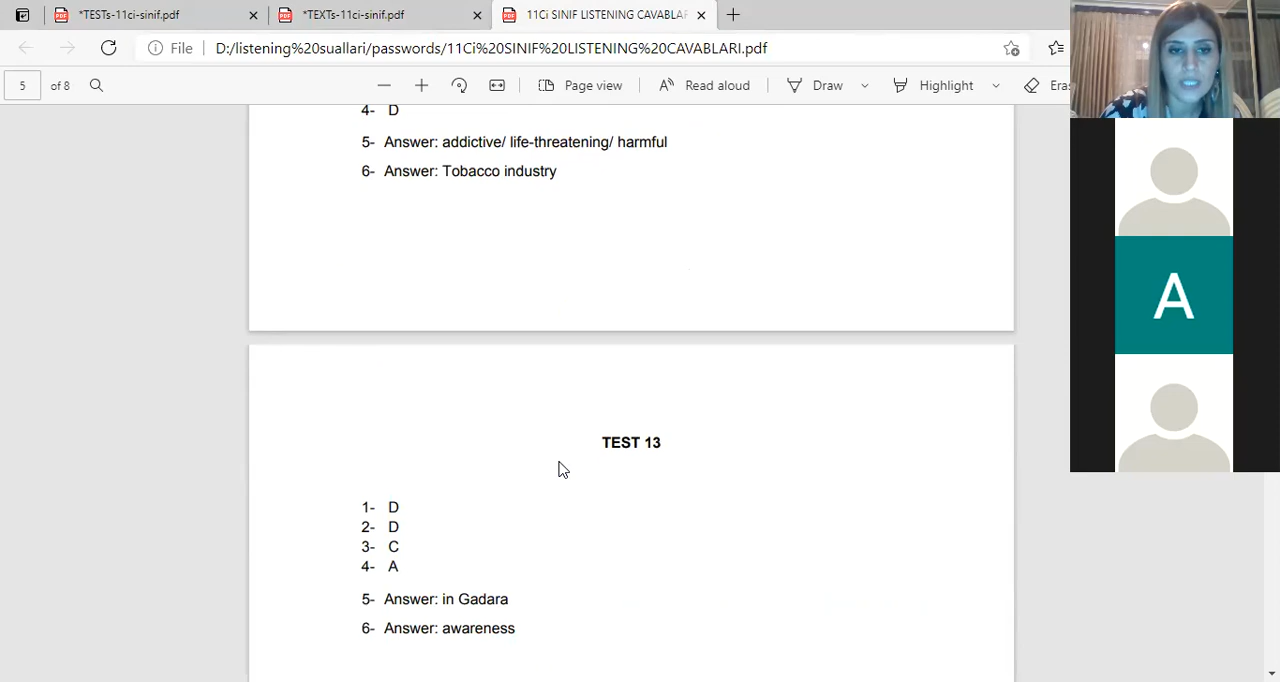 *TESTs-11ci-sinif.pdf
*TEXTs-11ci-sinif.pdf
11Ci SINIF LISTENING CAVABLAR
File
D:/listening%20suallari/passwords/11Ci%20SINIF%20LISTENING%20CAVABLARI.pdf
5 of 8
Page view
Read aloud
Draw
Highlight
Era
4- D
5- Answer: addictive/ life-threatening/ harmful
6- Answer: Tobacco industry
A
TEST 13
1- D
2- D
3- C
4- A
5- Answer: in Gadara
6- Answer: awareness